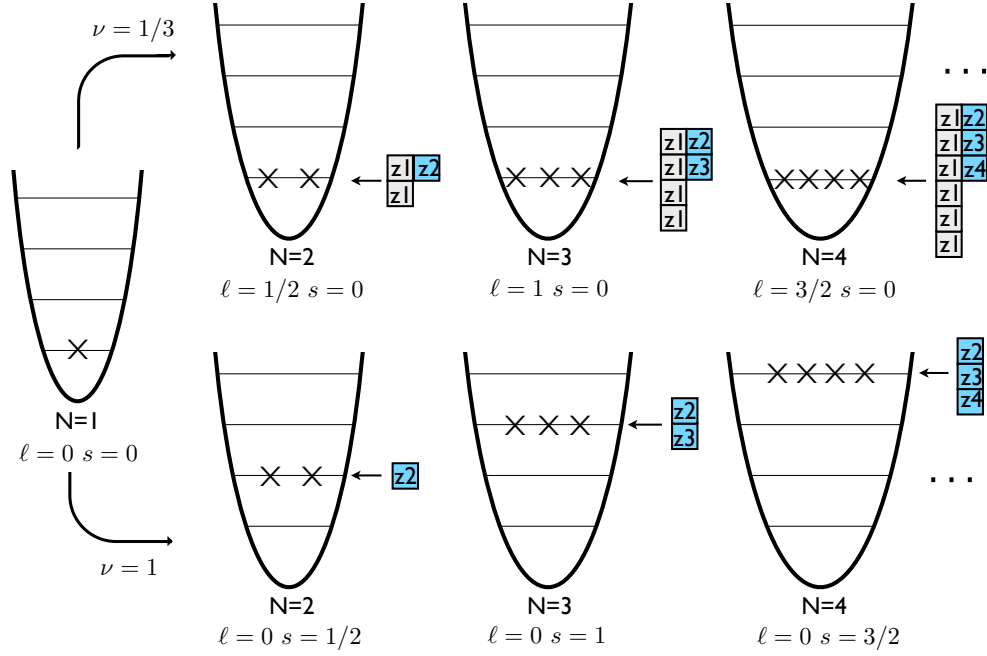 ν = 1/3
z1 z2
z1
N=2
ℓ = 1/2 s = 0
z1 z2
z1 z3
z1
z1
N=3
ℓ = 1 s = 0
. . .
z1 z2
z1 z3
z1 z4
z1
z1
z1
N=4
ℓ = 3/2 s = 0
N=1
ℓ = 0 s = 0
ν = 1
z2
N=2
ℓ = 0 s = 1/2
z2
z3
N=3
ℓ = 0 s = 1
z2
z3
z4
. . .
N=4
ℓ = 0 s = 3/2